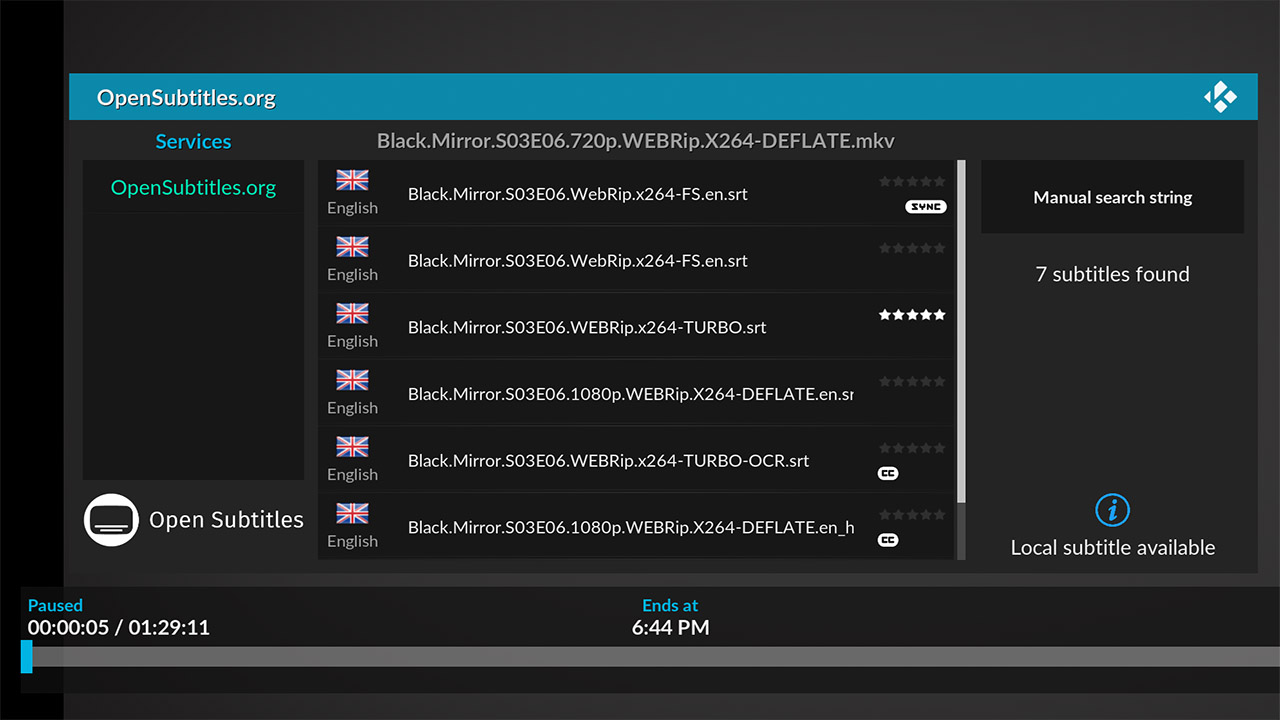 OpenSubtitles.org
Services
Black.Mirror.S03E06.720p.WEBRip.X264-DEFLATE.mkv
OpenSubtitles.org
English
Black.Mirror.S03E06.WebRip.x264-FS.en.srt
SYNC
English
Black.Mirror.S03E06.WebRip.x264-FS.en.srt
English
Black.Mirror.S03E06.WEBRip.x264-TURBO.srt
English
Black.Mirror.S03E06.1080p.WEBRip.X264-DEFLATE.en.sr
English
Black.Mirror.S03E06.WEBRip.x264-TURBO-OCR.srt
CC
English
Black.Mirror.S03E06.1080p.WEBRip.X264-DEFLATE.en_h
CC
Manual search string
7 subtitles found
i
Local subtitle available
Open Subtitles
Paused
00:00:05 / 01:29:11
Ends at
6:44 PM